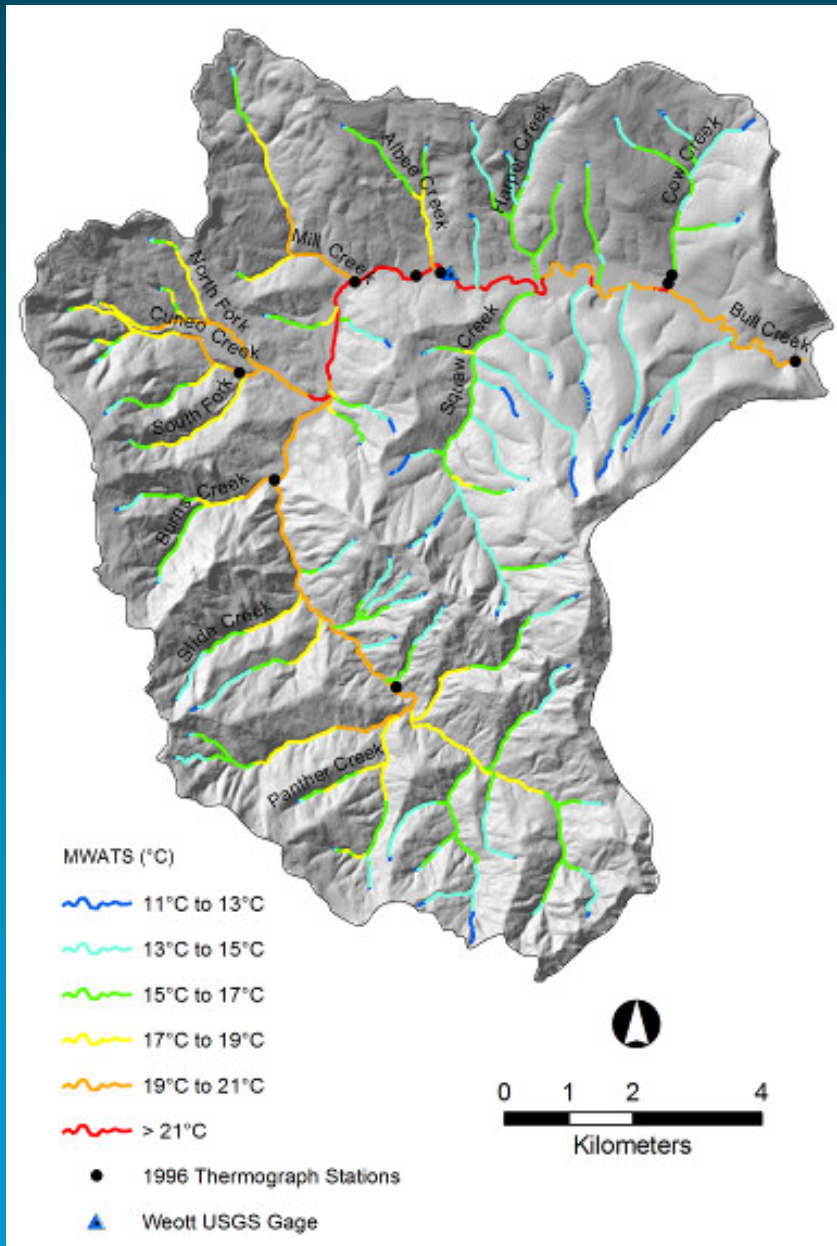 Albee Creek
Harper Creek
Cow Creek
Mill Creek
North Fork
Cuneo Creek
Bull Creek
Squaw Creek
South Fork
Burns Creek
Slide Creek
Panther Creek
MWATS (°C)
11°C to 13°C
13°C to 15°C
15°C to 17°C
17°C to 19°C
19°C to 21°C
> 21°C
1996 Thermograph Stations
Weott USGS Gage
0 1 2 4
Kilometers